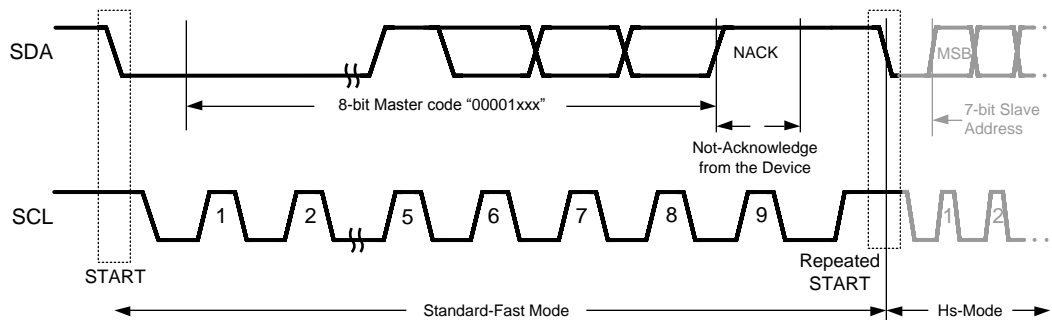 SDA
NACK
MSB
8-bit Master code “00001xxx”
7-bit Slave
Address
Not-Acknowledge
from the Device
SCL
1
2
5
6
7
8
9
1
2
START
Repeated
START
Standard-Fast Mode
Hs-Mode